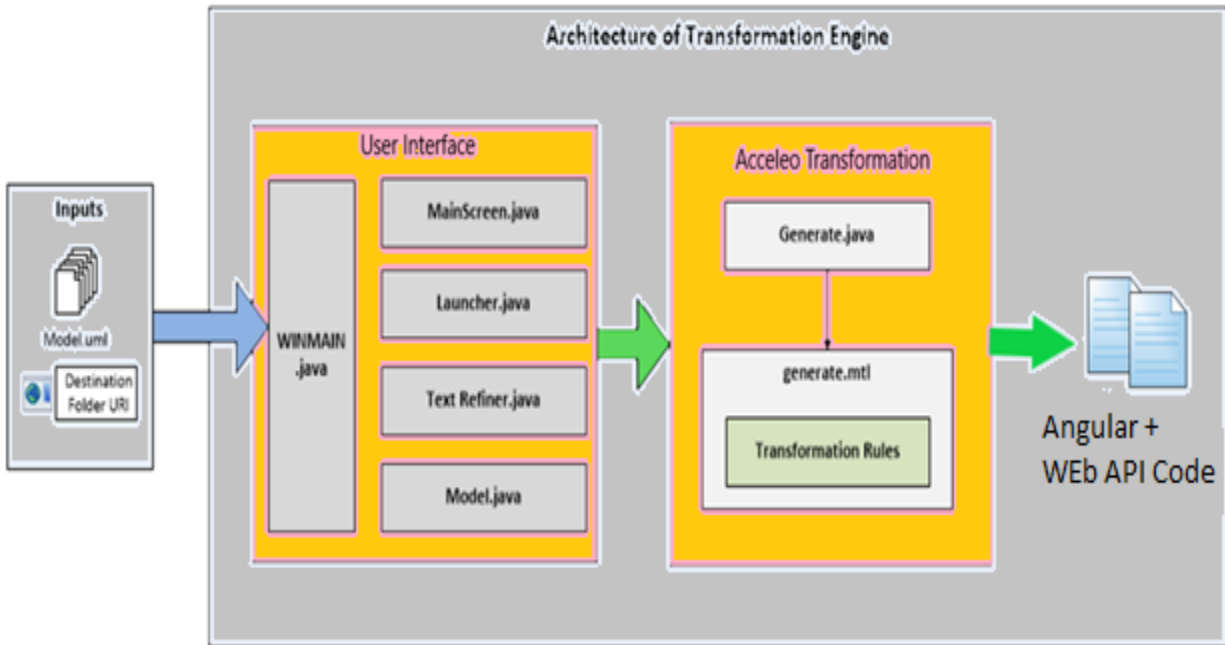 Architecture of Transformation Engine
Inputs
Model.uml
Destination
Folder URI
User Interface
WINMAIN
.java
MainScreen.java
Launcher.java
Text Refiner.java
Model.java
Acceleo Transformation
Generate.java
generate.mtl
Transformation Rules
Angular +
WEb API Code